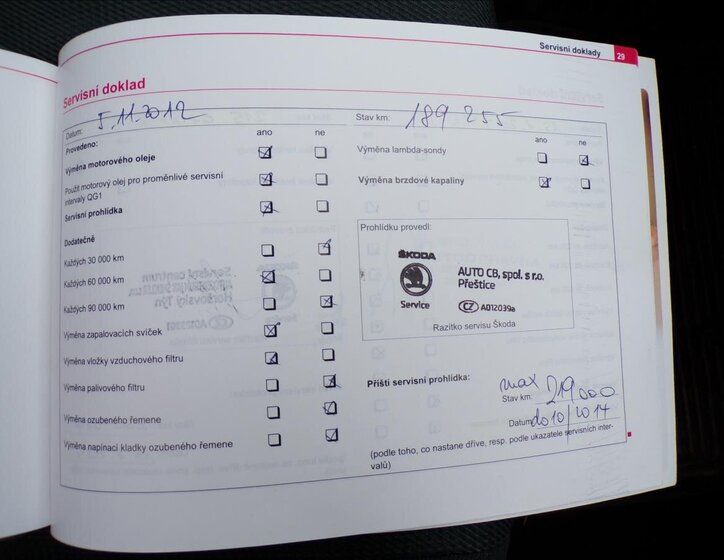 Servisní doklady 29
Servisní doklad
Datum: 5.11.2012
Stav km: 189 255
ano ne
Provedeno:
Výměna motorového oleje
Použit motorový olej pro proměnlivé servisní
intervaly QG1
Servisní prohlídka
Dodatečně
Každých 30 000 km
Každých 60 000 km
Každých 90 000 km
Výměna zapalovacích svíček
Výměna vložky vzduchového filtru
Výměna palivového filtru
Výměna ozubeného řemene
Výměna napínací kladky ozubeného řemene
ano ne
Výměna lambda-sondy
Výměna brzdové kapaliny
Prohlídku provedl:
ŠKODA
Service
AUTO CB, spol. s r.o.
Přeštice
CZ A012039a
Razítko servisu Škoda
Příští servisní prohlídka:
max
Stav km: 219 000
Datum: do 10/2014
(podle toho, co nastane dříve, resp. podle ukazatele servisních inter-
valů)